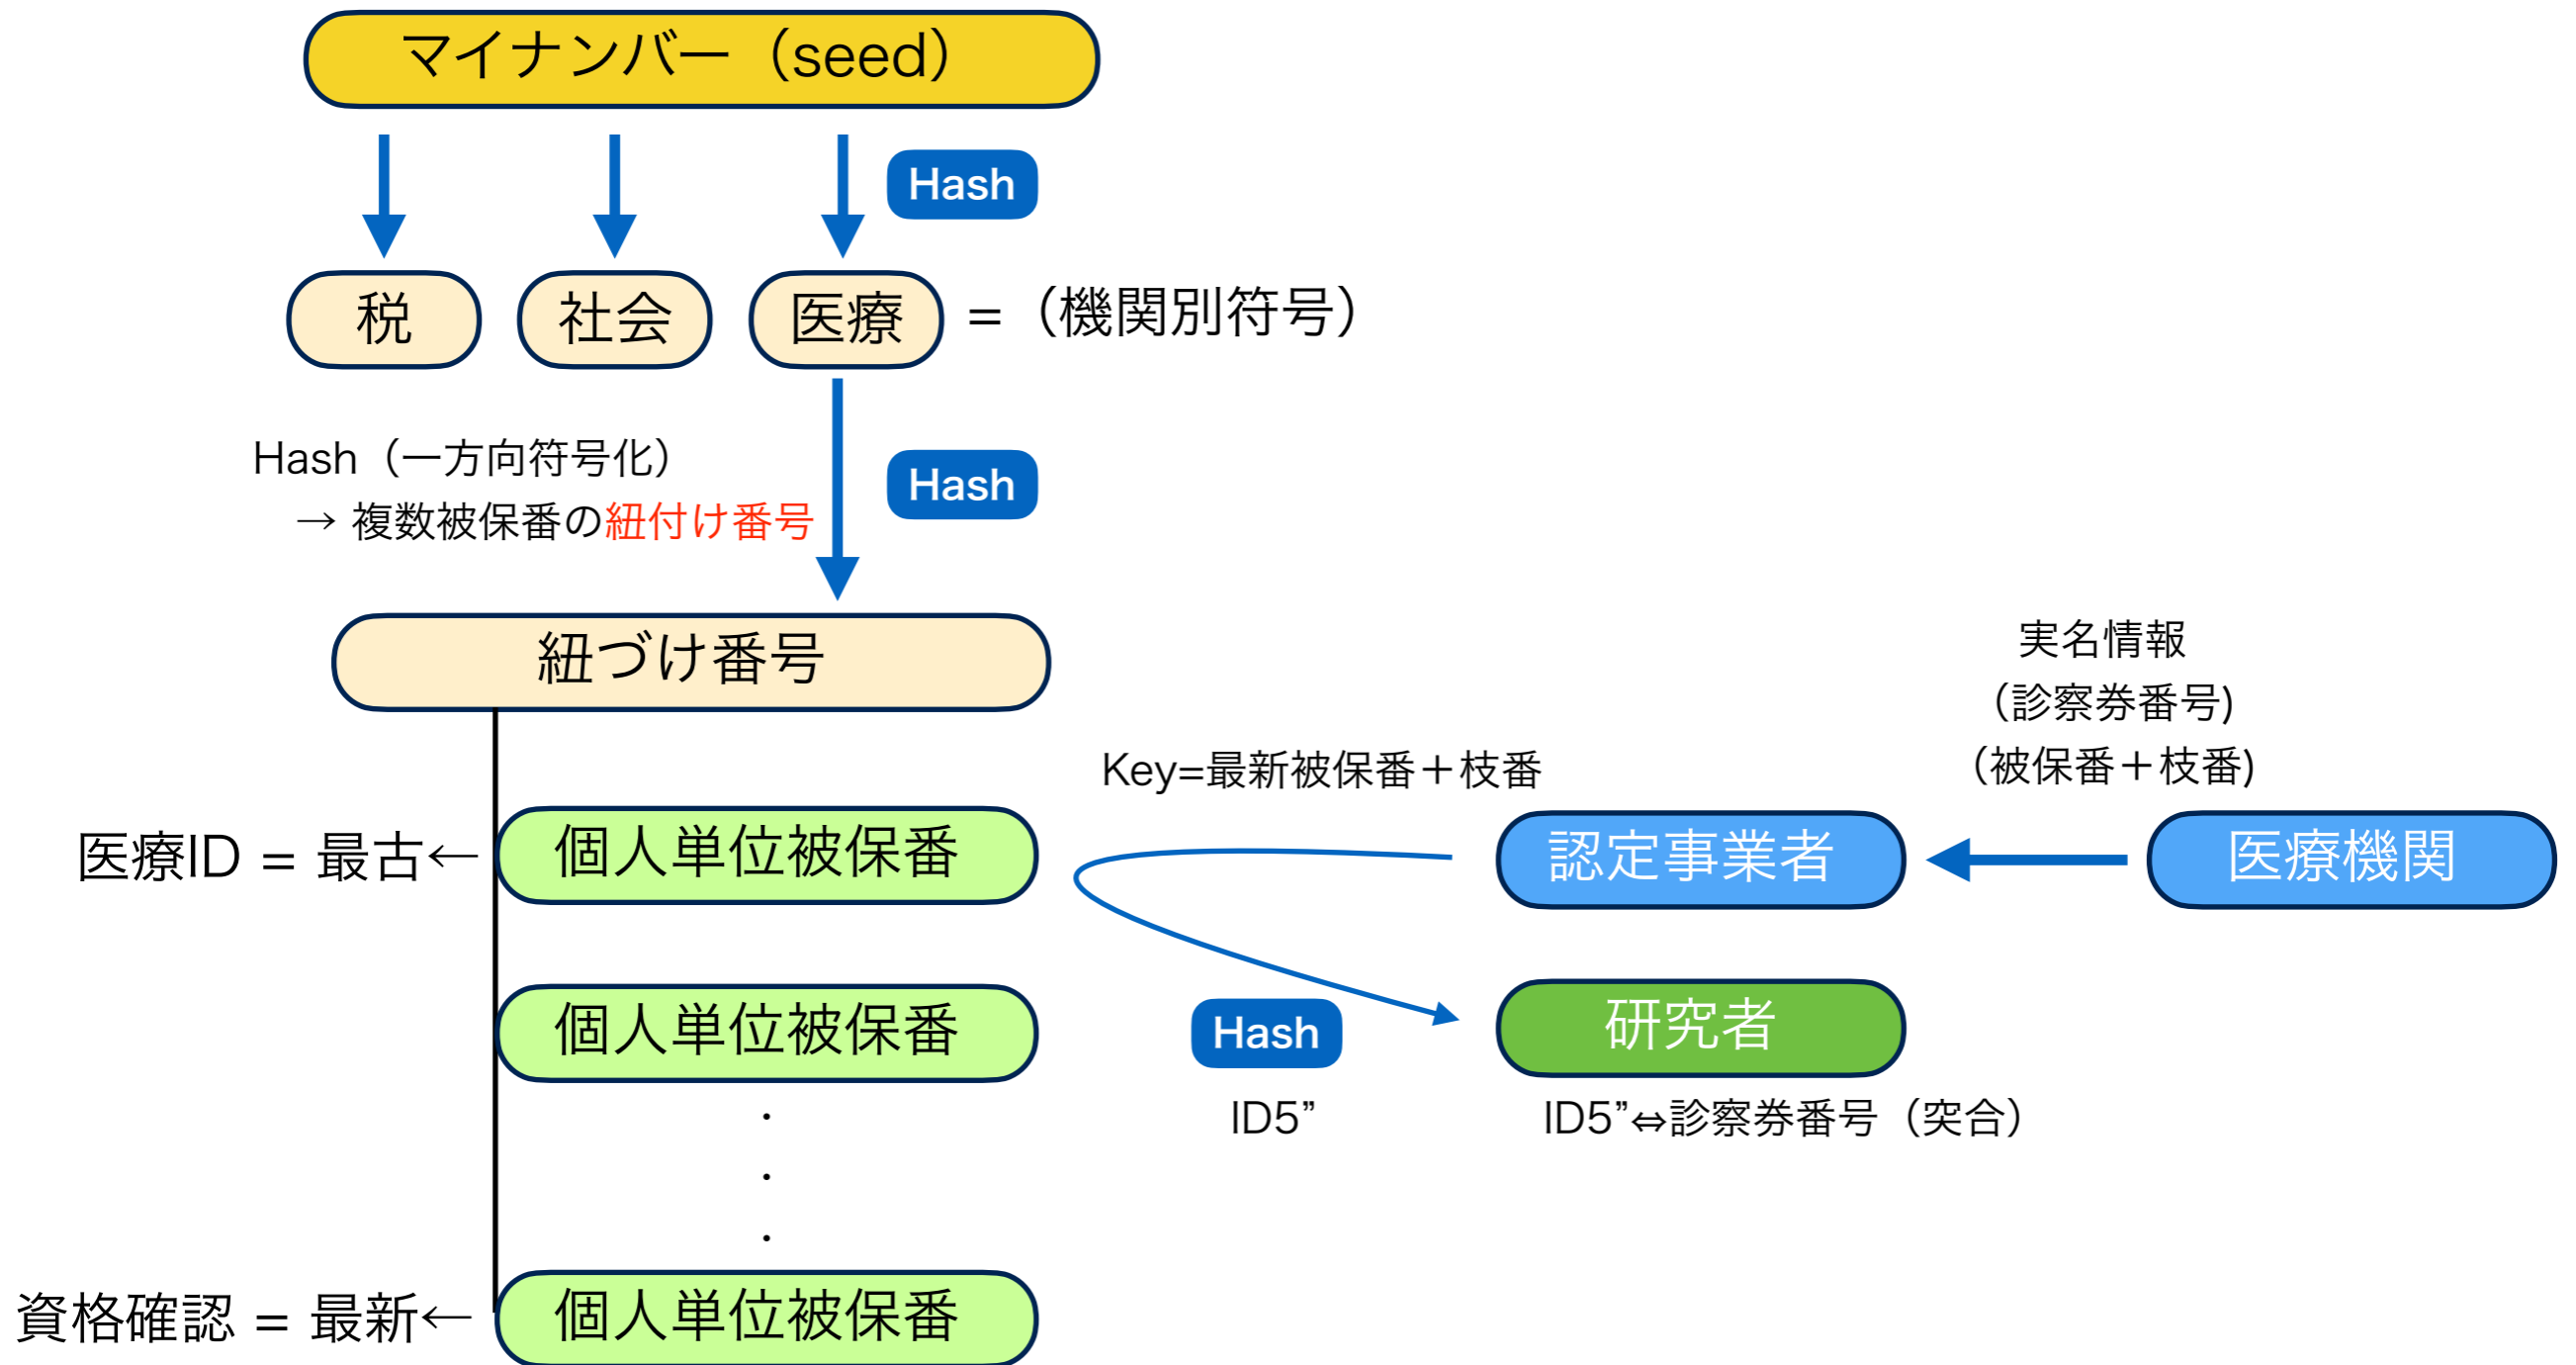 マイナンバー（seed）
Hash
税
社会
医療
=（機関別符号）
Hash（一方向符号化）
→ 複数被保番の紐付け番号
Hash
紐づけ番号
実名情報
（診察券番号)
（被保番＋枝番)
Key=最新被保番＋枝番
医療ID = 最古←
個人単位被保番
認定事業者
医療機関
個人単位被保番
Hash
研究者
ID5”
ID5”⇔診察券番号（突合）
・
・
・
資格確認 = 最新←
個人単位被保番